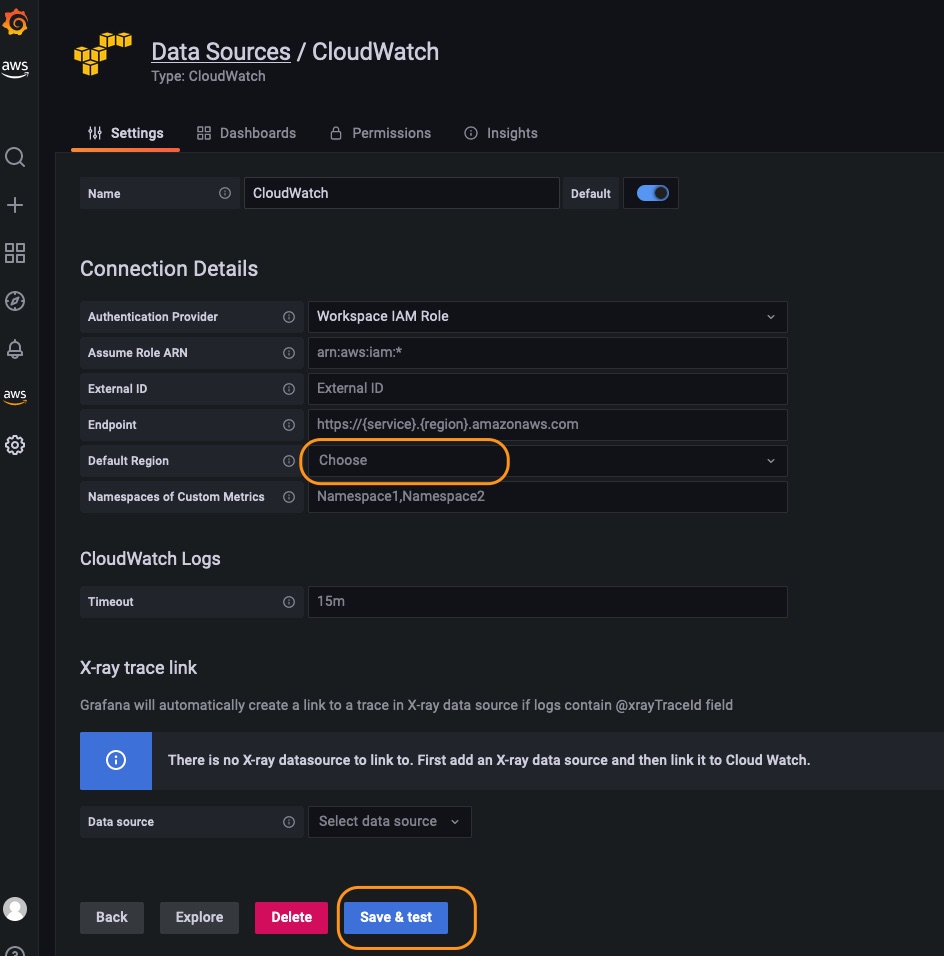 aws
Data Sources / CloudWatch
Type: CloudWatch
Settings Dashboards Permissions Insights
Name CloudWatch Default
Connection Details
Authentication Provider Workspace IAM Role
Assume Role ARN arn:aws:iam:*
External ID External ID
Endpoint https://{service}.{region}.amazonaws.com
aws
Default Region Choose
Namespaces of Custom Metrics Namespace1,Namespace2
CloudWatch Logs
Timeout 15m
X-ray trace link
Grafana will automatically create a link to a trace in X-ray data source if logs contain @xrayTraceId field
There is no X-ray datasource to link to. First add an X-ray data source and then link it to Cloud Watch.
Data source Select data source
Back Explore Delete Save & test